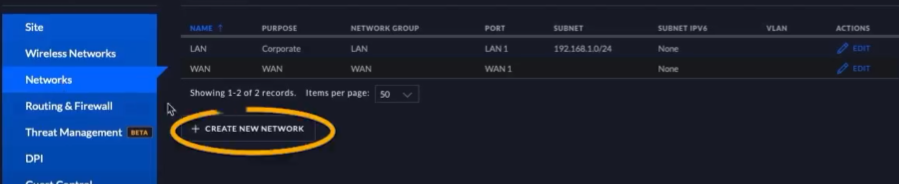 Site
Wireless Networks
Networks
Routing & Firewall
Threat Management BETA
DPI
Guest Control
NAME ↑ PURPOSE NETWORK GROUP PORT SUBNET SUBNET IPV6 VLAN ACTIONS
LAN Corporate LAN LAN 1 192.168.1.0/24 None EDIT
WAN WAN WAN WAN 1 None EDIT
Showing 1-2 of 2 records. Items per page: 50
+ CREATE NEW NETWORK